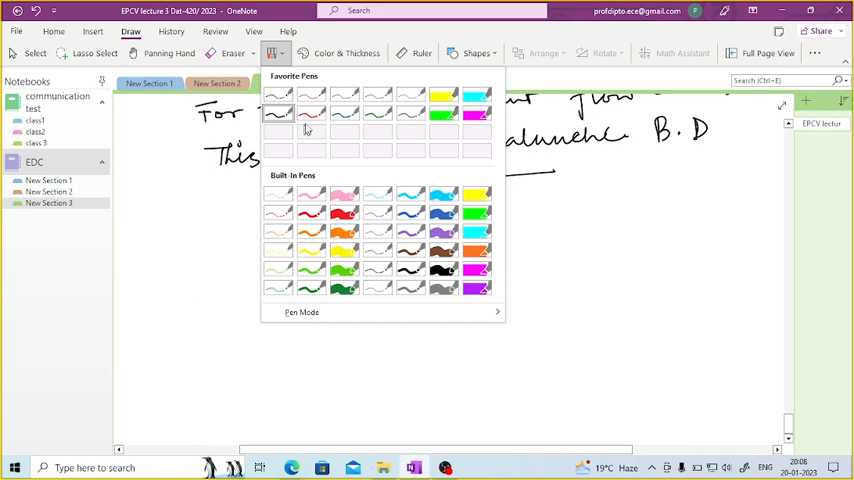 EPCV lecture 3 Dat-420/ 2023 - OneNote
Search
profdipto.ece@gmail.com
P
File Home Insert Draw History Review View Help
Share
Select Lasso Select Panning Hand Eraser Color & Thickness Ruler Shapes Arrange Rotate Math Assistant Full Page View
Notebooks
New Section 1 New Section 2
Search (Ctrl+E)
communication test
class1
class2
class 3
EDC
New Section 1
New Section 2
New Section 3
EPCV lectur
Favorite Pens
Built-In Pens
Pen Mode
For flow
This avalanche B.D
Type here to search
19°C Haze
ENG
20:08
20-01-2023